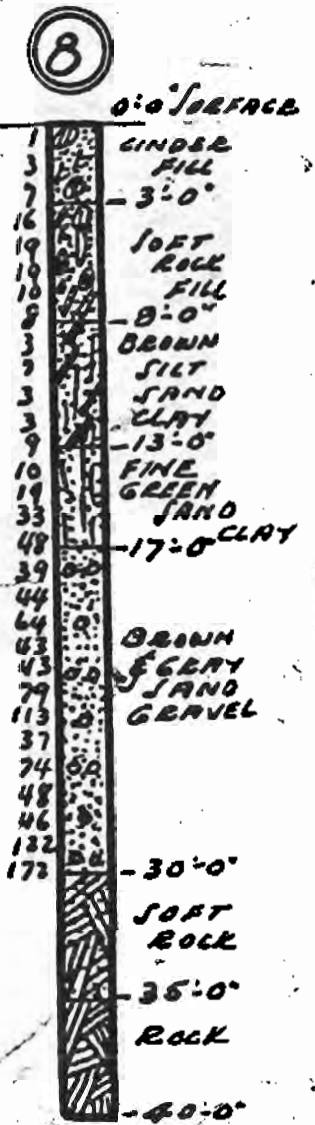 8
0'-0" SURFACE
1
CINDER
3
FILL
7
3'-0"
16
19
SOFT
ROCK
10
10
FILL
8
8'-0"
3
BROWN
7
SILT
3
SAND
3
CLAY
9
13'-0"
10
FINE
19
GREEN
33
SAND
CLAY
48
17'-0"
39
44
64
43
BROWN
43
& GRAY
79
SAND
113
GRAVEL
37
74
48
46
122
172
30'-0"
SOFT
ROCK
35'-0"
ROCK
40'-0"